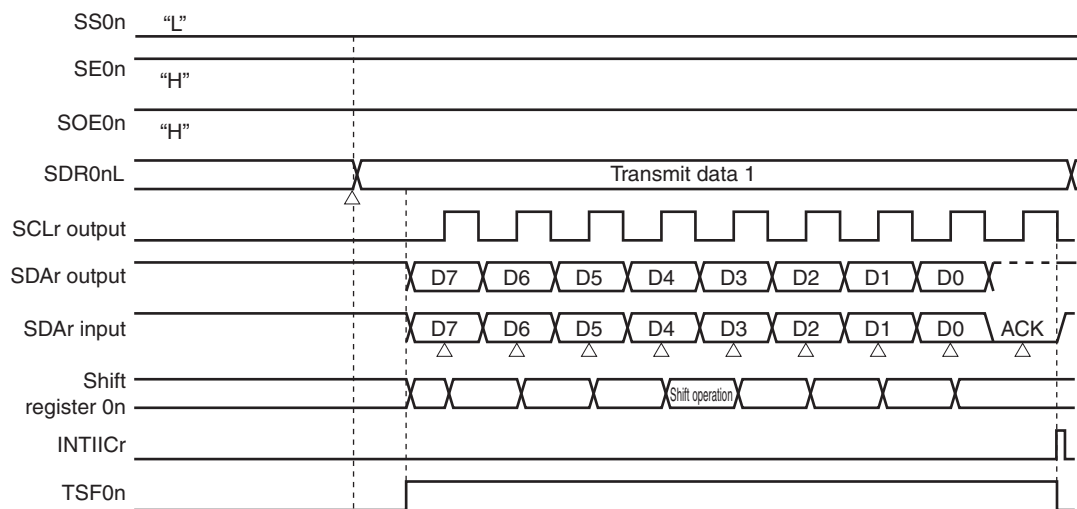 SS0n “L”
SE0n “H”
SOE0n “H”
SDR0nL Transmit data 1
SCLr output
SDAr output D7 D6 D5 D4 D3 D2 D1 D0
SDAr input D7 D6 D5 D4 D3 D2 D1 D0 ACK
Shift
register 0n Shift operation
INTIICr
TSF0n